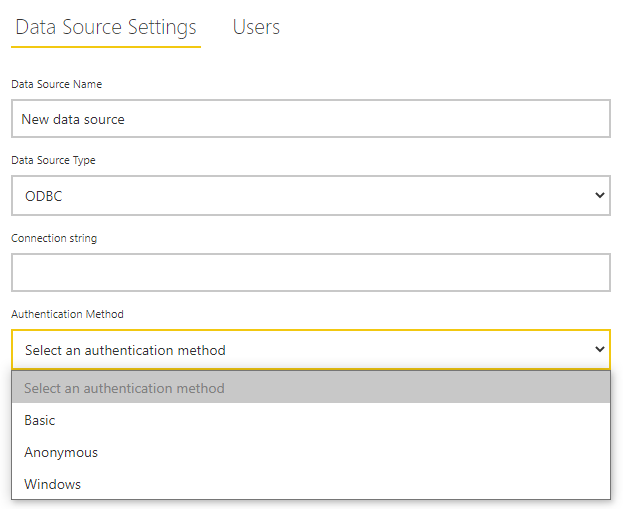 Data Source Settings Users
Data Source Name
New data source
Data Source Type
ODBC
Connection string
Authentication Method
Select an authentication method
Select an authentication method
Basic
Anonymous
Windows